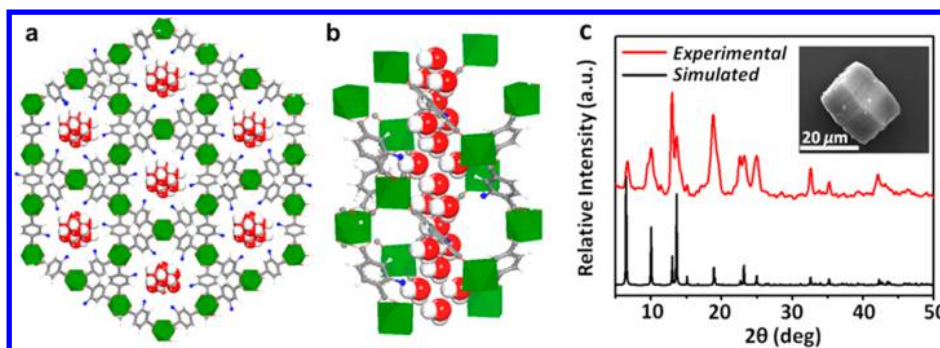 a
b
c
Experimental
Simulated
20 µm
Relative Intensity (a.u.)
10 20 30 40 50
2θ (deg)